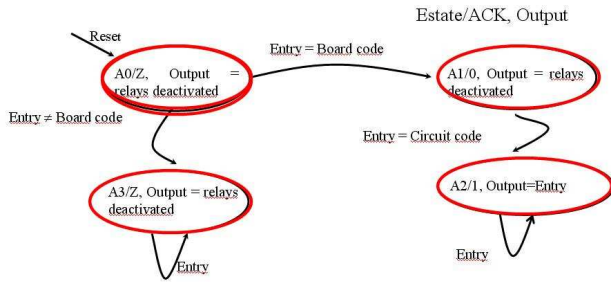 Estate/ACK, Output
Reset
Entry = Board code
A0/Z, Output =
relays deactivated
A1/0, Output = relays
deactivated
Entry ≠ Board code
Entry = Circuit code
A3/Z, Output = relays
deactivated
A2/1, Output=Entry
Entry
Entry